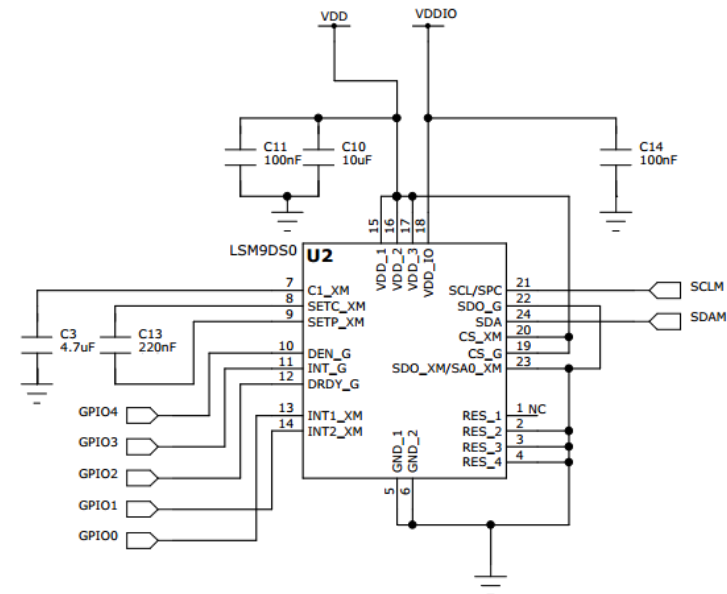 VDD
VDDIO
C11
100nF
C10
10uF
C14
100nF
15
16
17
18
LSM9DS0
U2
VDD_1
VDD_2
VDD_3
VDD_IO
7
C1_XM
8
SETC_XM
9
SETP_XM
10
DEN_G
11
INT_G
12
DRDY_G
13
INT1_XM
14
INT2_XM
SCL/SPC
21
SCLM
SDO_G
22
SDA
24
SDAM
CS_XM
20
CS_G
19
SDO_XM/SA0_XM
23
RES_1
1 NC
RES_2
2
RES_3
3
RES_4
4
GND_1
GND_2
5
6
C3
4.7uF
C13
220nF
GPIO4
GPIO3
GPIO2
GPIO1
GPIO0